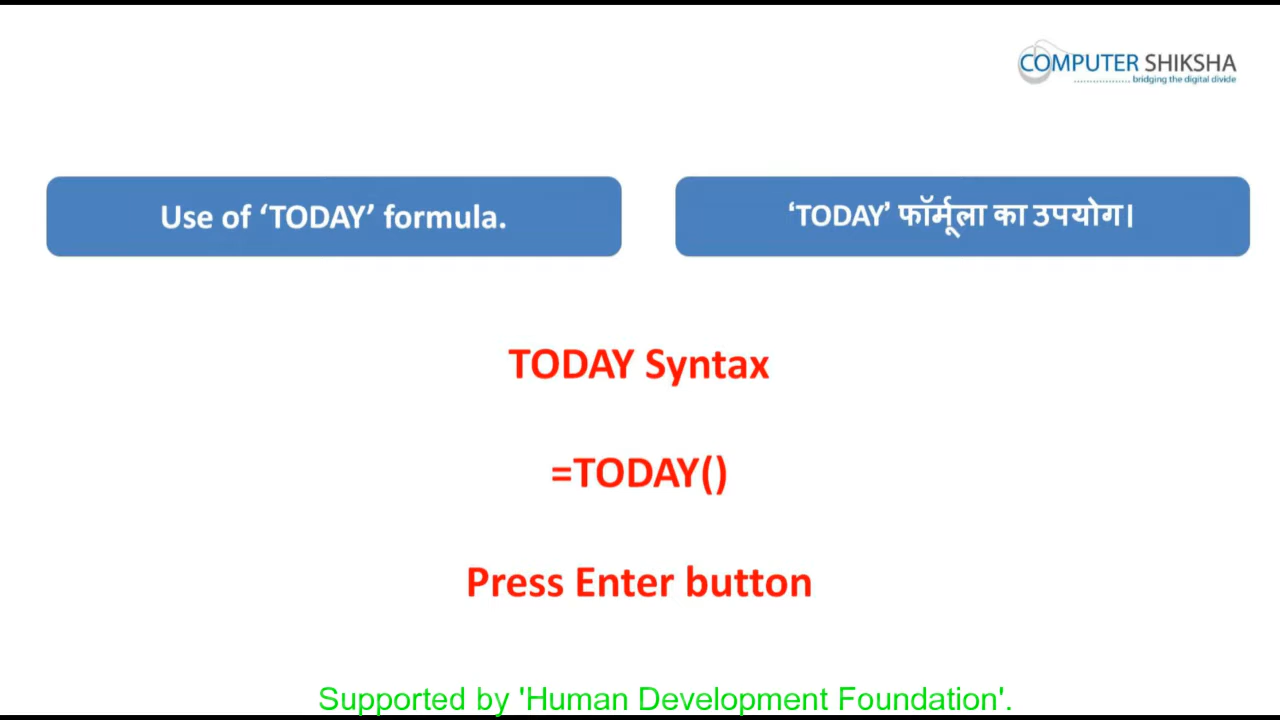 COMPUTER SHIKSHA
bridging the digital divide
Use of ‘TODAY’ formula.
‘TODAY’ फॉर्मूला का उपयोग।
TODAY Syntax
=TODAY()
Press Enter button
Supported by 'Human Development Foundation'.